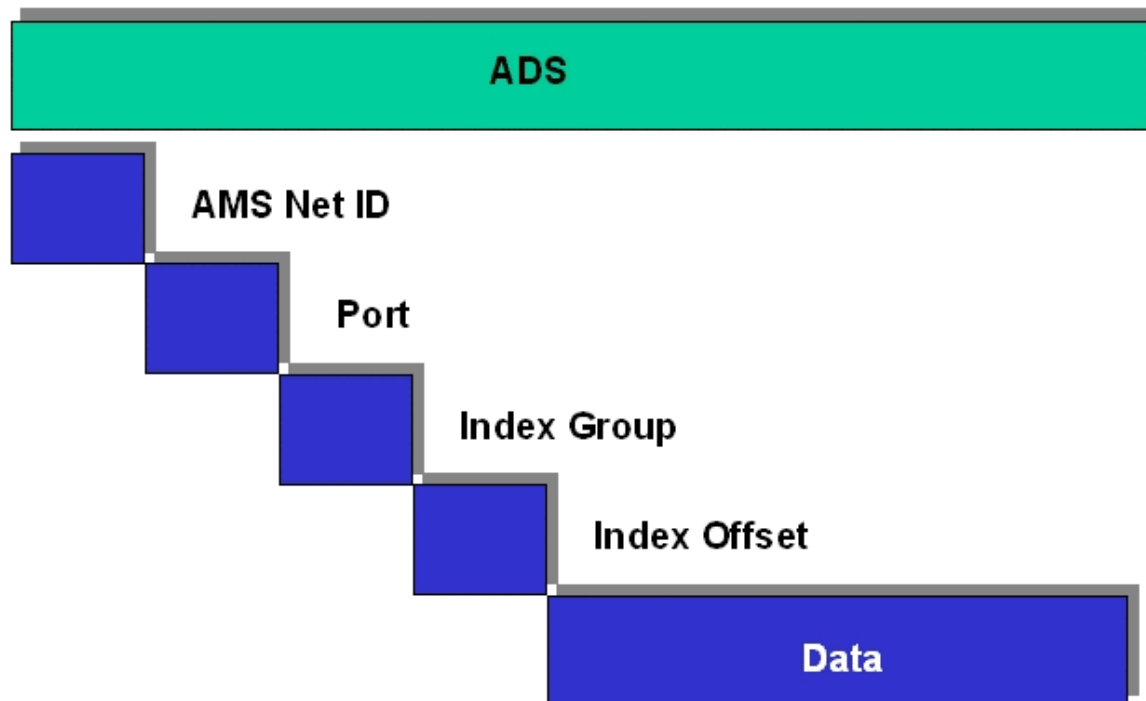 ADS
AMS Net ID
Port
Index Group
Index Offset
Data